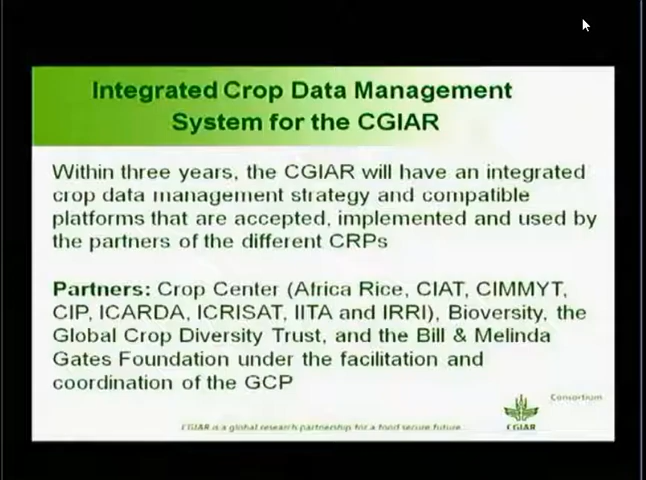 Integrated Crop Data Management
System for the CGIAR
Within three years, the CGIAR will have an integrated
crop data management strategy and compatible
platforms that are accepted, implemented and used by
the partners of the different CRPs
Partners: Crop Center (Africa Rice, CIAT, CIMMYT,
CIP, ICARDA, ICRISAT, IITA and IRRI), Bioversity, the
Global Crop Diversity Trust, and the Bill & Melinda
Gates Foundation under the facilitation and
coordination of the GCP
Consortium
CGIAR is a global research partnership for a food secure future
CGIAR